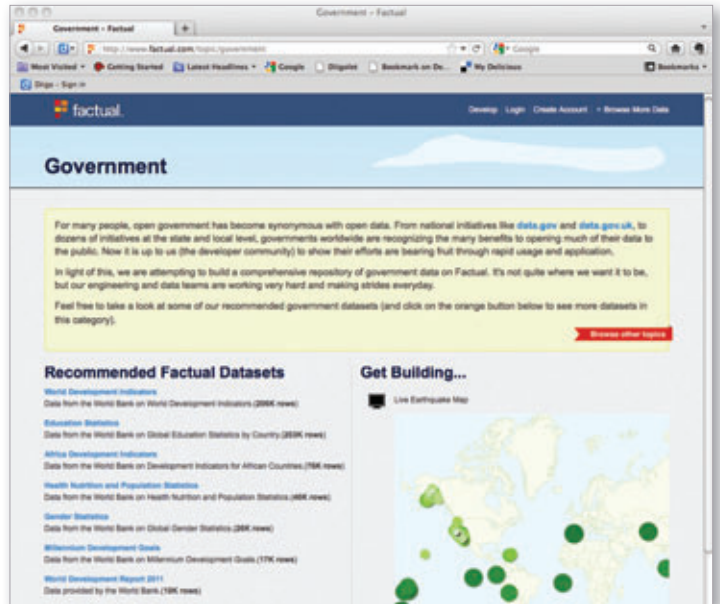 Government – Factual
Government – Factual
http://www.factual.com/topic/government
Google
Most Visited
Getting Started
Latest Headlines
Google
Diigolet
Bookmark on De...
My Delicious
Bookmarks
Diigo - Sign in
factual.
Develop
Login
Create Account
Browse More Data
Government
For many people, open government has become synonymous with open data. From national initiatives like data.gov and data.gov.uk, to
dozens of initiatives at the state and local level, governments worldwide are recognizing the many benefits to opening much of their data to
the public. Now it is up to us (the developer community) to show their efforts are bearing fruit through rapid usage and application.
In light of this, we are attempting to build a comprehensive repository of government data on Factual. It's not quite where we want it to be,
but our engineering and data teams are working very hard and making strides everyday.
Feel free to take a look at some of our recommended government datasets (and click on the orange button below to see more datasets in
this category).
Browse other topics
Recommended Factual Datasets
World Development Indicators
Data from the World Bank on World Development Indicators.
Education Statistics
Data from the World Bank on Global Education Statistics by Country.
Africa Development Indicators
Data from the World Bank on Development Indicators for African Countries.
Health Nutrition and Population Statistics
Data from the World Bank on Health Nutrition and Population Statistics.
Gender Statistics
Data from the World Bank on Global Gender Statistics.
Millennium Development Goals
Data from the World Bank on Millennium Development Goals.(17K rows)
World Development Report 2011
Data provided by the World Bank.
Get Building...
Live Earthquake Map